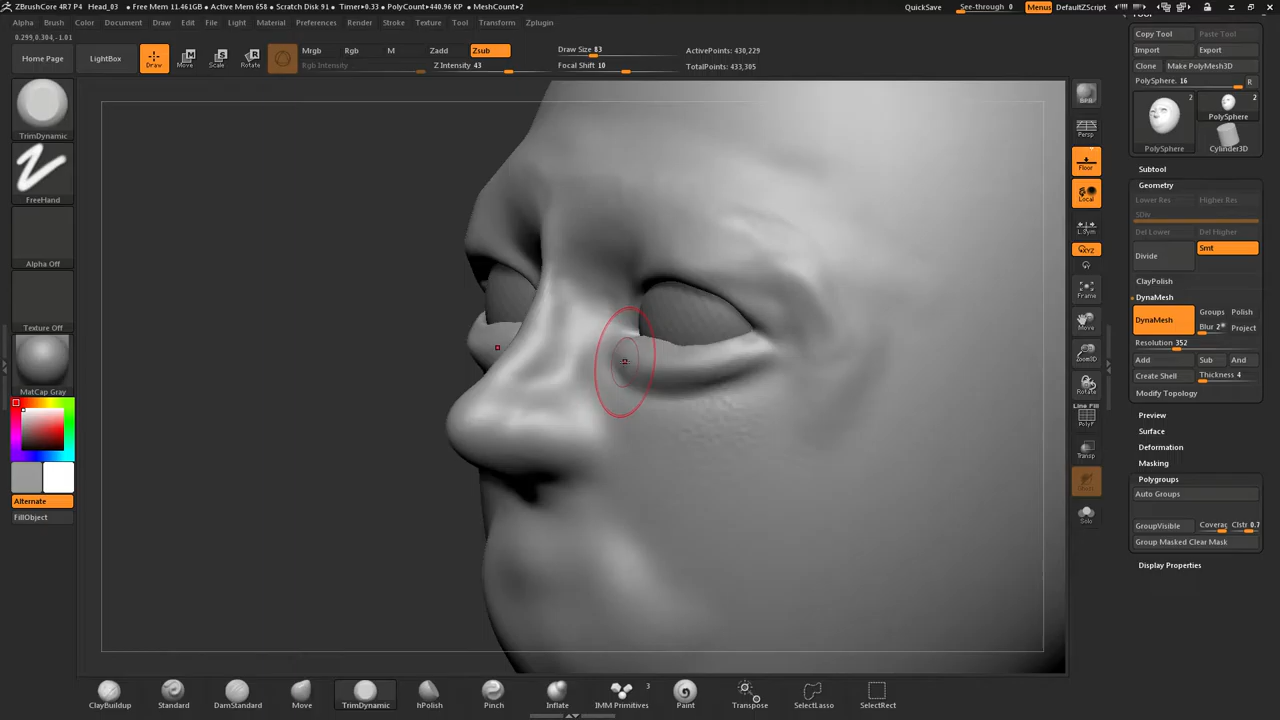 ZBrushCore 4R7 P4 Head_03 • Free Mem 11.461GB • Active Mem 658 • Scratch Disk 91 • Timer▸0.33 • PolyCount▸440.96 KP • MeshCount▸2
QuickSave See-through 0 Menus DefaultZScript
Alpha Brush Color Document Edit File Light Material Preferences Render Stroke Texture Tool Transform Zplugin
0.299,0.304,-1.01
Home Page LightBox Draw Move Scale Rotate
Mrgb Rgb M Zadd Zsub
Rgb Intensity Z Intensity 43
Draw Size 83
Focal Shift 10
ActivePoints: 430,229
TotalPoints: 433,305
TrimDynamic
FreeHand
Alpha Off
Texture Off
MatCap Gray
Alternate
FillObject
BPR
Persp
Floor
Local
L.Sym
XYZ
Frame
Move
Zoom3D
Rotate
Line Fill
PolyF
Transp
Solo
Tool
Copy Tool Paste Tool
Import Export
Clone Make PolyMesh3D
PolySphere. 16 R
2 2
PolySphere
PolySphere Cylinder3D
Subtool
Geometry
Lower Res Higher Res
SDiv
Del Lower Del Higher
Divide Smt
ClayPolish
DynaMesh
DynaMesh Groups Polish
Blur 2 Project
Resolution 352
Add Sub And
Create Shell Thickness 4
Modify Topology
Preview
Surface
Deformation
Masking
Polygroups
Auto Groups
GroupVisible Coverag Clstr 0.7
Group Masked Clear Mask
Display Properties
ClayBuildup Standard DamStandard Move TrimDynamic hPolish Pinch Inflate IMM Primitives 3 Paint Transpose SelectLasso SelectRect